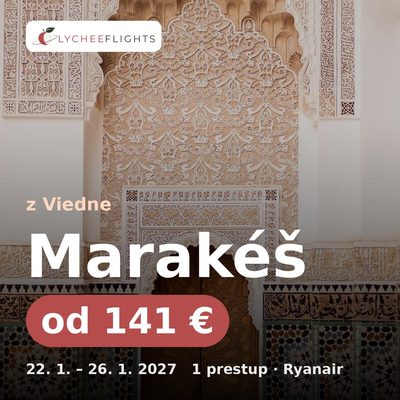 LYCHEEFLIGHTS
z Viedne
Marakéš
od 141 €
22. 1. – 26. 1. 2027 1 prestup · Ryanair